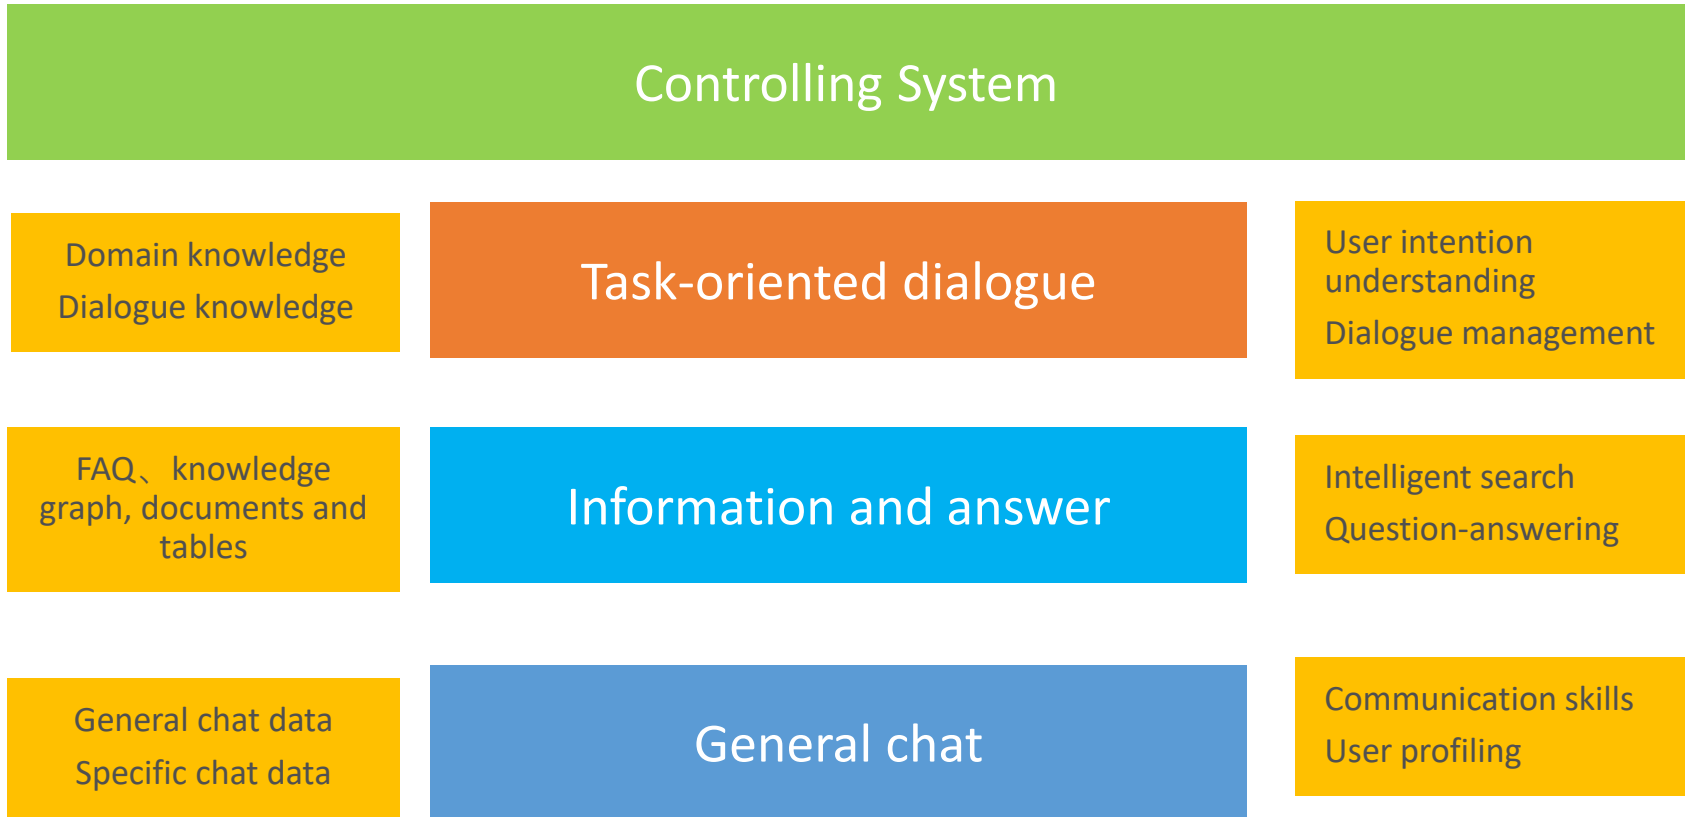 Controlling System
Domain knowledge
Dialogue knowledge
Task-oriented dialogue
User intention
understanding
Dialogue management
FAQ、knowledge
graph, documents and
tables
Information and answer
Intelligent search
Question-answering
General chat data
Specific chat data
General chat
Communication skills
User profiling